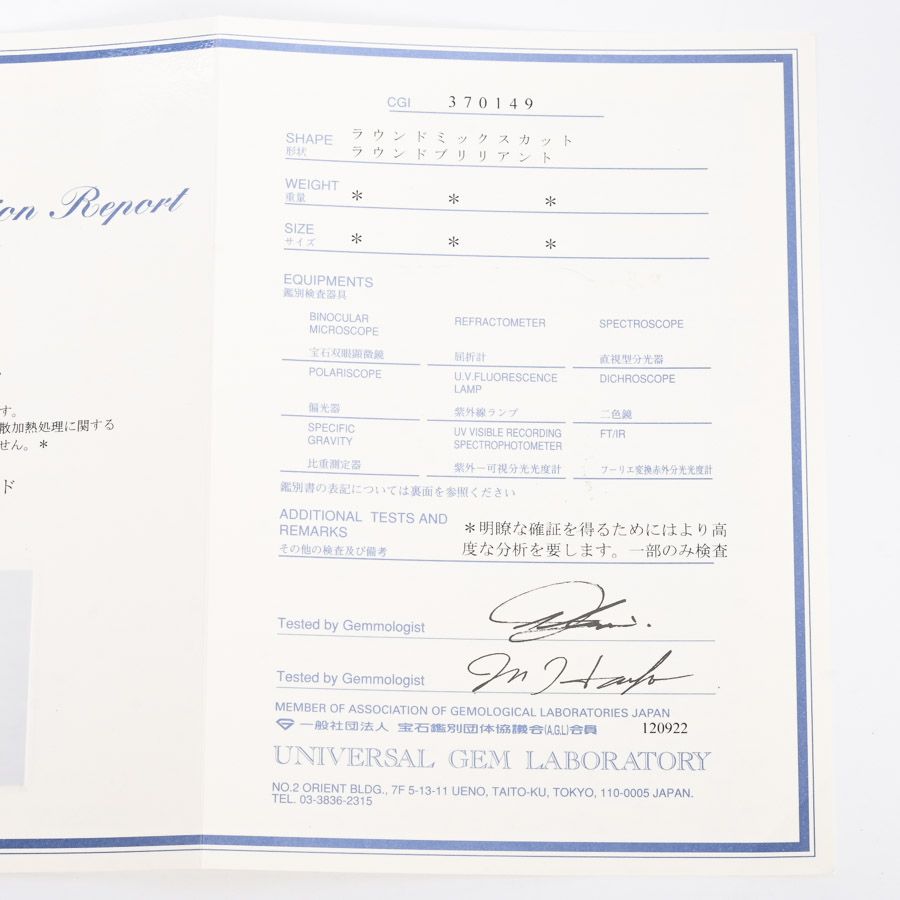 ion Report
す。
散加熱処理に関する
せん。＊
ド
CGI 370149
SHAPE ラウンドミックスカット
形状 ラウンドブリリアント
WEIGHT
重量 ＊ ＊ ＊
SIZE
サイズ ＊ ＊ ＊
EQUIPMENTS
鑑別検査器具
BINOCULAR MICROSCOPE REFRACTOMETER SPECTROSCOPE
宝石双眼顕微鏡 屈折計 直視型分光器
POLARISCOPE U.V.FLUORESCENCE LAMP DICHROSCOPE
偏光器 紫外線ランプ 二色鏡
SPECIFIC GRAVITY UV VISIBLE RECORDING SPECTROPHOTOMETER FT/IR
比重測定器 紫外ー可視分光光度計 フーリエ変換赤外分光光度計
鑑別書の表記については裏面を参照ください
ADDITIONAL TESTS AND
REMARKS
その他の検査及び備考
＊明瞭な確証を得るためにはより高
度な分析を要します。一部のみ検査
Tested by Gemmologist
Tested by Gemmologist
MEMBER OF ASSOCIATION OF GEMOLOGICAL LABORATORIES JAPAN
一般社団法人 宝石鑑別団体協議会(A.G.L)会員 120922
UNIVERSAL GEM LABORATORY
NO.2 ORIENT BLDG., 7F 5-13-11 UENO, TAITO-KU, TOKYO, 110-0005 JAPAN.
TEL. 03-3836-2315